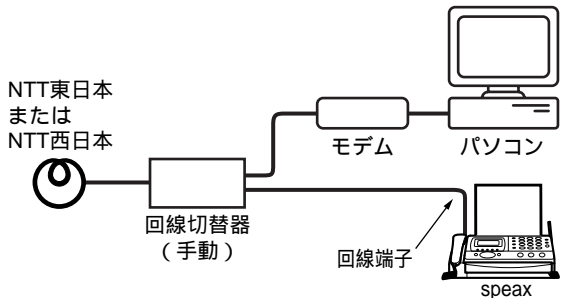 NTT東日本
または
NTT西日本
モデム
パソコン
回線切替器
（手動）
回線端子
speax